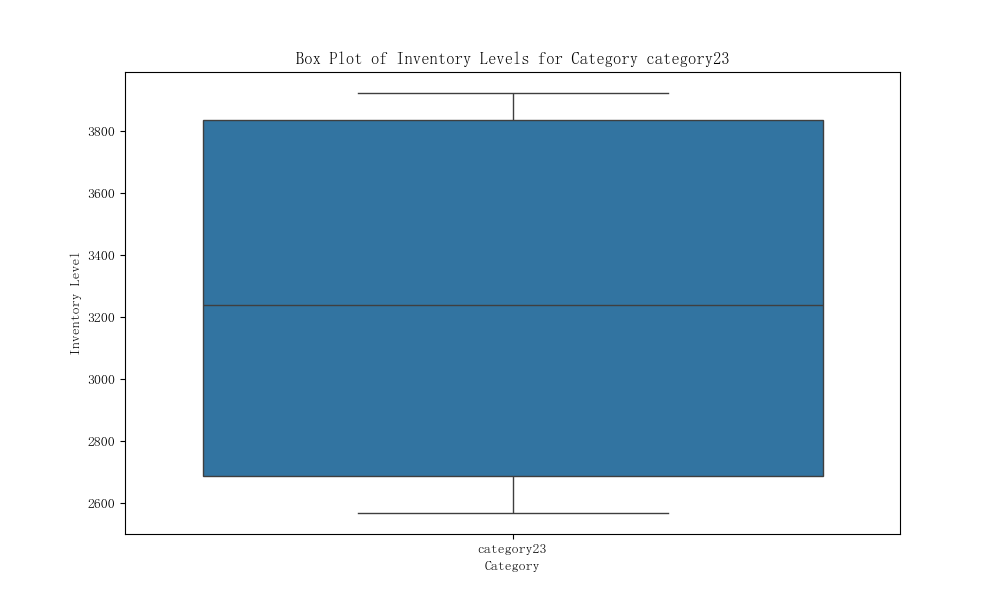 Box Plot of Inventory Levels for Category category23
3800
3600
3400
3200
3000
2800
2600
Inventory Level
category23
Category